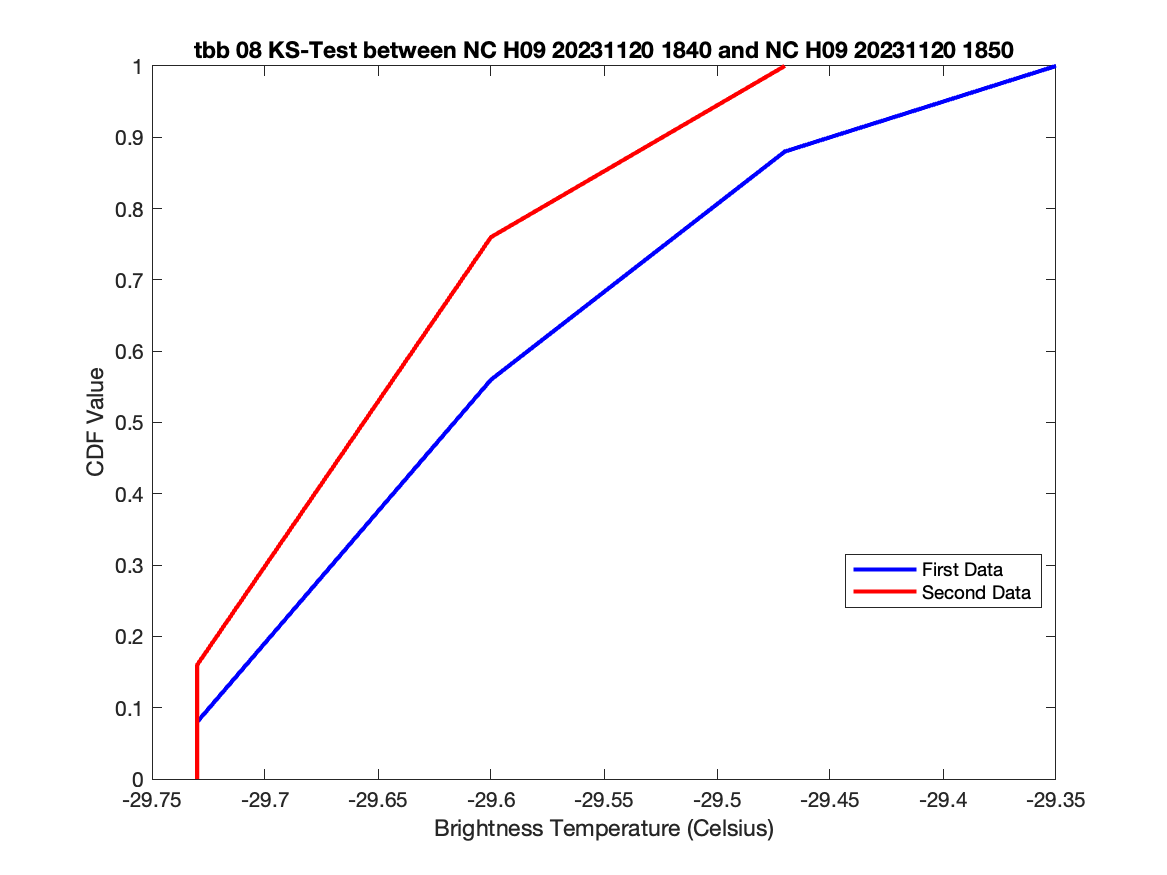 tbb 08 KS-Test between NC H09 20231120 1840 and NC H09 20231120 1850
1
0.9
0.8
0.7
0.6
0.5
0.4
0.3
0.2
0.1
0
CDF Value
First Data
Second Data
-29.75 -29.7 -29.65 -29.6 -29.55 -29.5 -29.45 -29.4 -29.35
Brightness Temperature (Celsius)